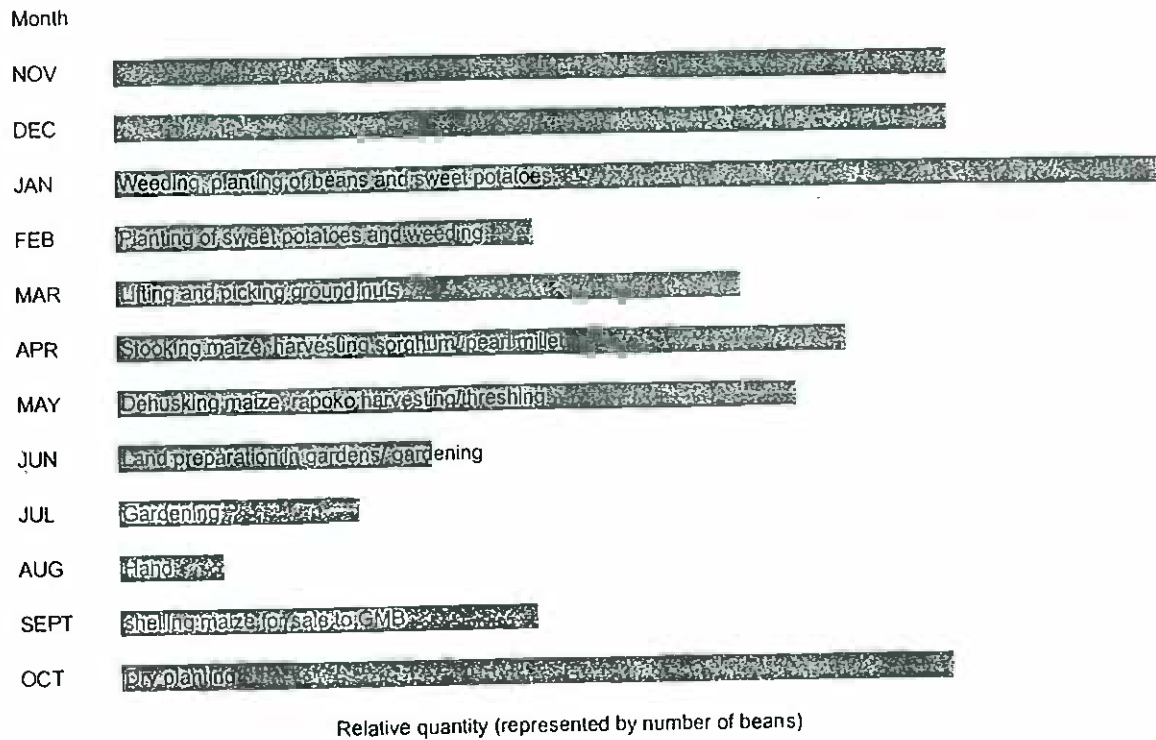 Month
NOV
DEC
JAN Weeding, planting of beans and sweet potatoes
FEB Planting of sweet potatoes and weeding
MAR Lifting and picking ground nuts
APR Stooking maize, harvesting sorghum/pearl millet
MAY Dehusking maize, rapoko harvesting/threshing
JUN Land preparation in gardens/ gardening
JUL Gardening
AUG Hand
SEPT shelling maize for sale to GMB
OCT Dry planting
Relative quantity (represented by number of beans)